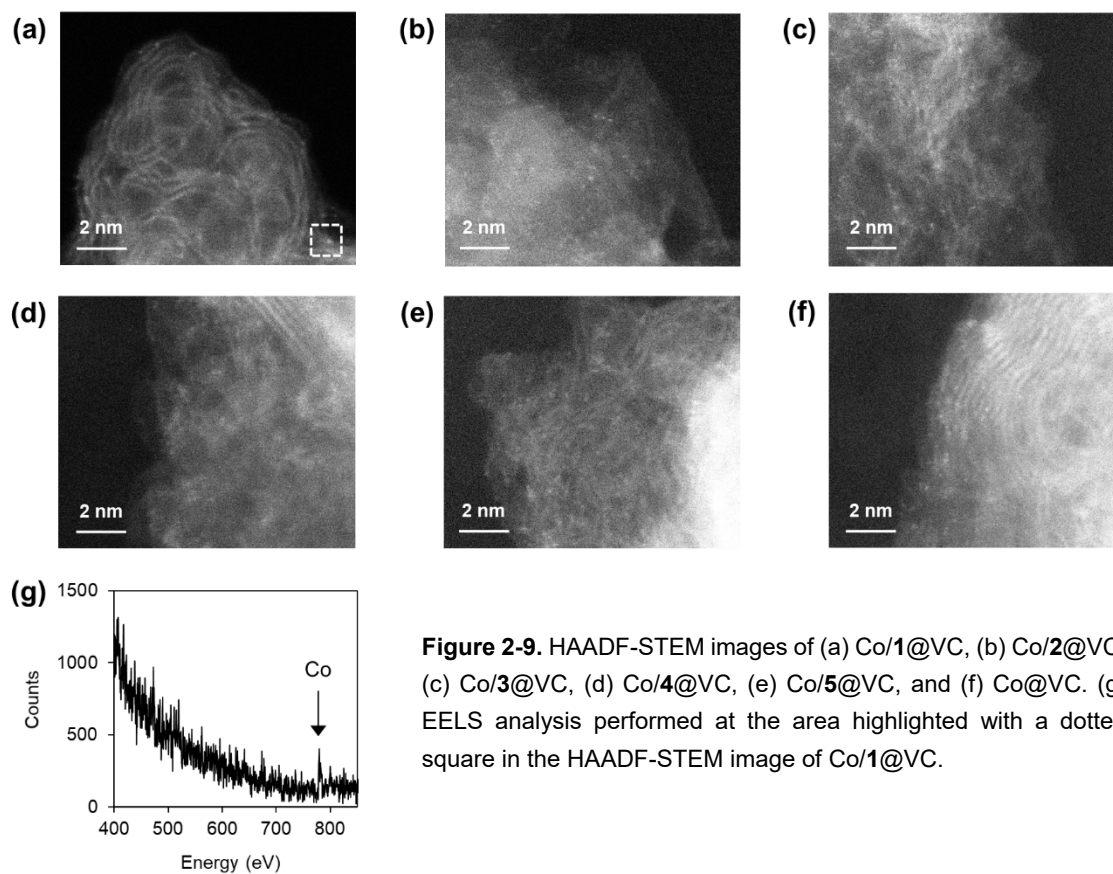 (a)
2 nm
(b)
2 nm
(c)
2 nm
(d)
2 nm
(e)
2 nm
(f)
2 nm
(g)
1500
1000
500
0
Counts
Co
400 500 600 700 800
Energy (eV)
Figure 2-9. HAADF-STEM images of (a) Co/1@VC, (b) Co/2@VC
(c) Co/3@VC, (d) Co/4@VC, (e) Co/5@VC, and (f) Co@VC. (g
EELS analysis performed at the area highlighted with a dotte
square in the HAADF-STEM image of Co/1@VC.